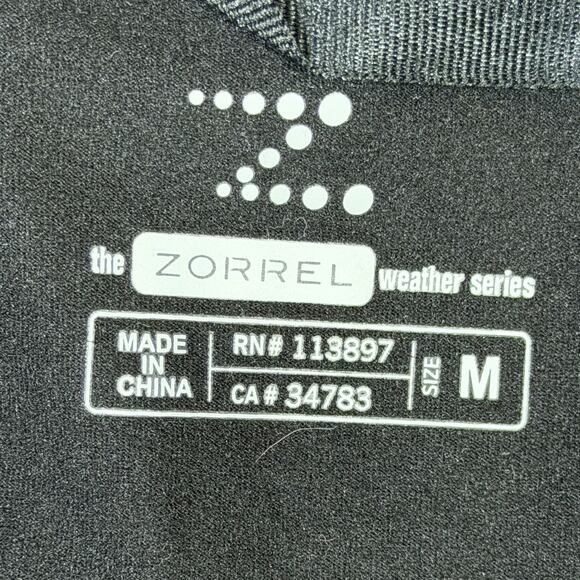 the ZORREL weather series
MADE IN CHINA
RN# 113897
CA# 34783
SIZE M